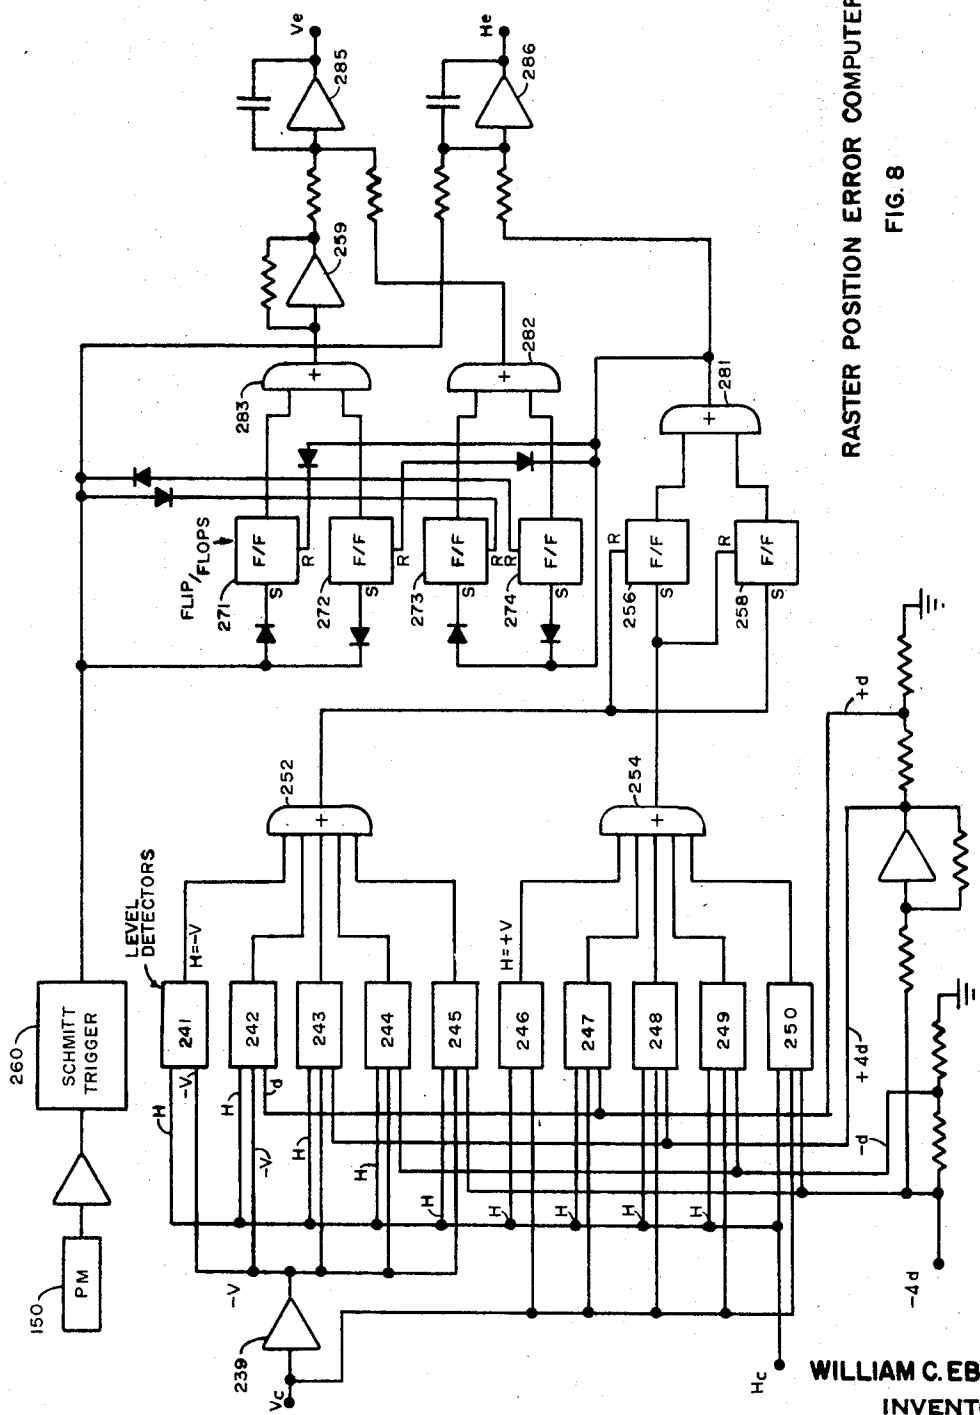 Ve
285
He
286
259
283
282
281
+
+
+
FLIP/FLOPS
271
F/F
R
S
272
F/F
R
S
273
F/F
R
S
274
F/F
R
S
256
F/F
R
S
258
F/F
R
S
252
+
254
+
+d
LEVEL
DETECTORS
H=-V
H=+V
260
SCHMITT
TRIGGER
241
242
243
244
245
246
247
248
249
250
H
-V
H
-V
d
H
H
H
H
H
H
H
+4d
-d
150
PM
-V
239
Vc
Hc
-4d
RASTER POSITION ERROR COMPUTER
FIG. 8
WILLIAM C. EB
INVENT